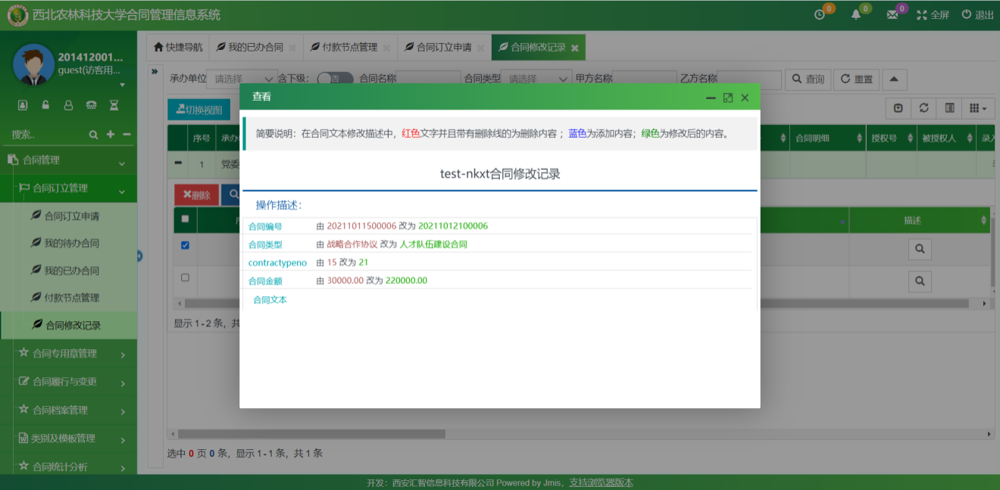 西北农林科技大学合同管理信息系统
0
0
0
全屏
退出
201412001...
guest(访客用...
快捷导航
我的已办合同
付款节点管理
合同订立申请
合同修改记录
承办单位
请选择
含下级:
否
合同名称
合同类型
请选择
甲方名称
乙方名称
查询
重置
搜索..
切换视图
合同管理
合同订立管理
合同订立申请
我的待办合同
我的已办合同
付款节点管理
合同修改记录
合同专用章管理
合同履行与变更
合同档案管理
类别及模板管理
合同统计分析
序号
承办
合同明细
授权号
被授权人
录入
1
党委
删除
描述
显示 1 - 2 条，共
查看
简要说明：在合同文本修改描述中，红色文字并且带有删除线的为删除内容 ；蓝色为添加内容；绿色为修改后的内容。
test-nkxt合同修改记录
操作描述：
合同编号 由 20211011500006 改为 20211012100006
合同类型 由 战略合作协议 改为 人才队伍建设合同
contractypeno 由 15 改为 21
合同金额 由 30000.00 改为 220000.00
合同文本
选中 0 页 0 条，显示 1 - 1 条，共 1 条
开发：西安汇智信息科技有限公司 Powered by Jmis，支持浏览器版本